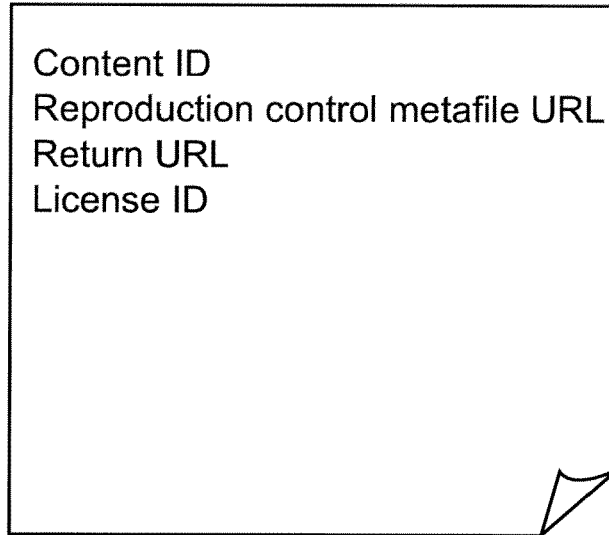 Content ID
Reproduction control metafile URL
Return URL
License ID